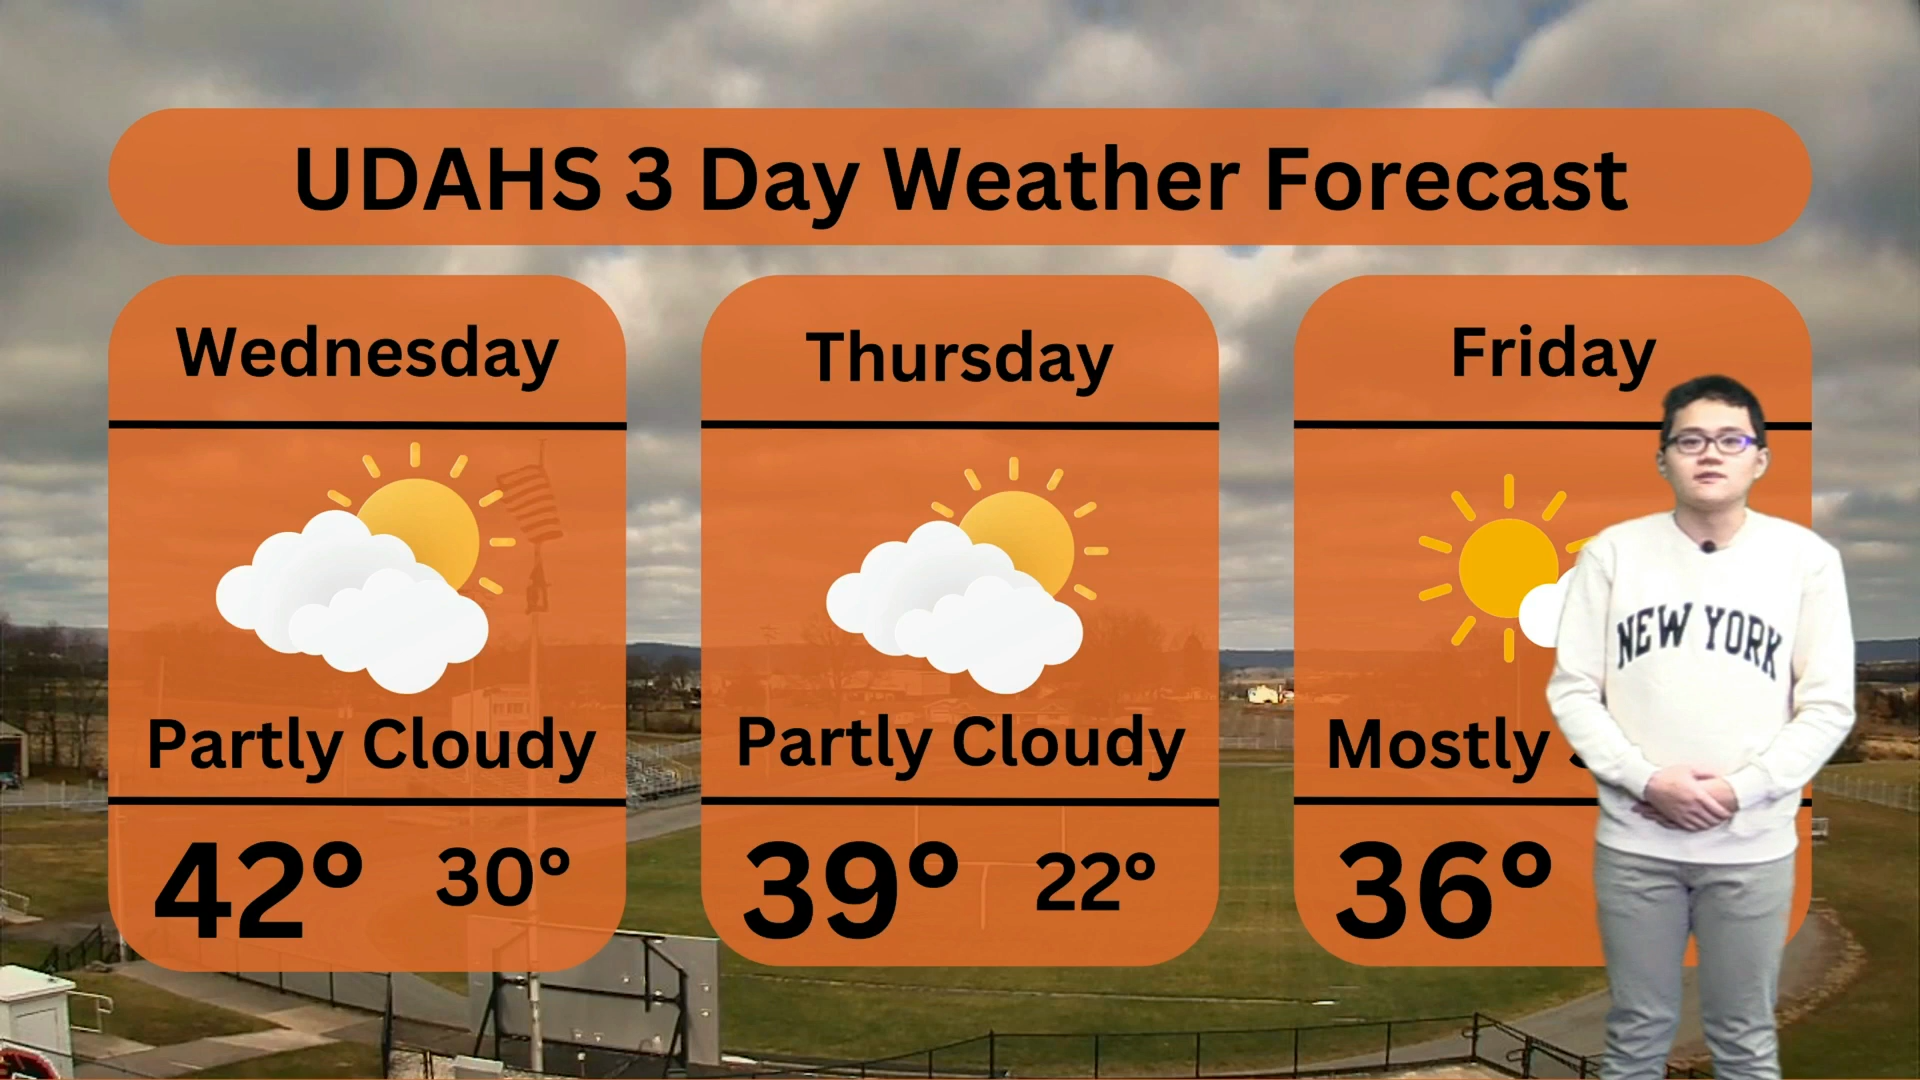 UDAHS 3 Day Weather Forecast
Wednesday
Partly Cloudy
42° 30°
Thursday
Partly Cloudy
39° 22°
Friday
Mostly
36°
NEW YORK